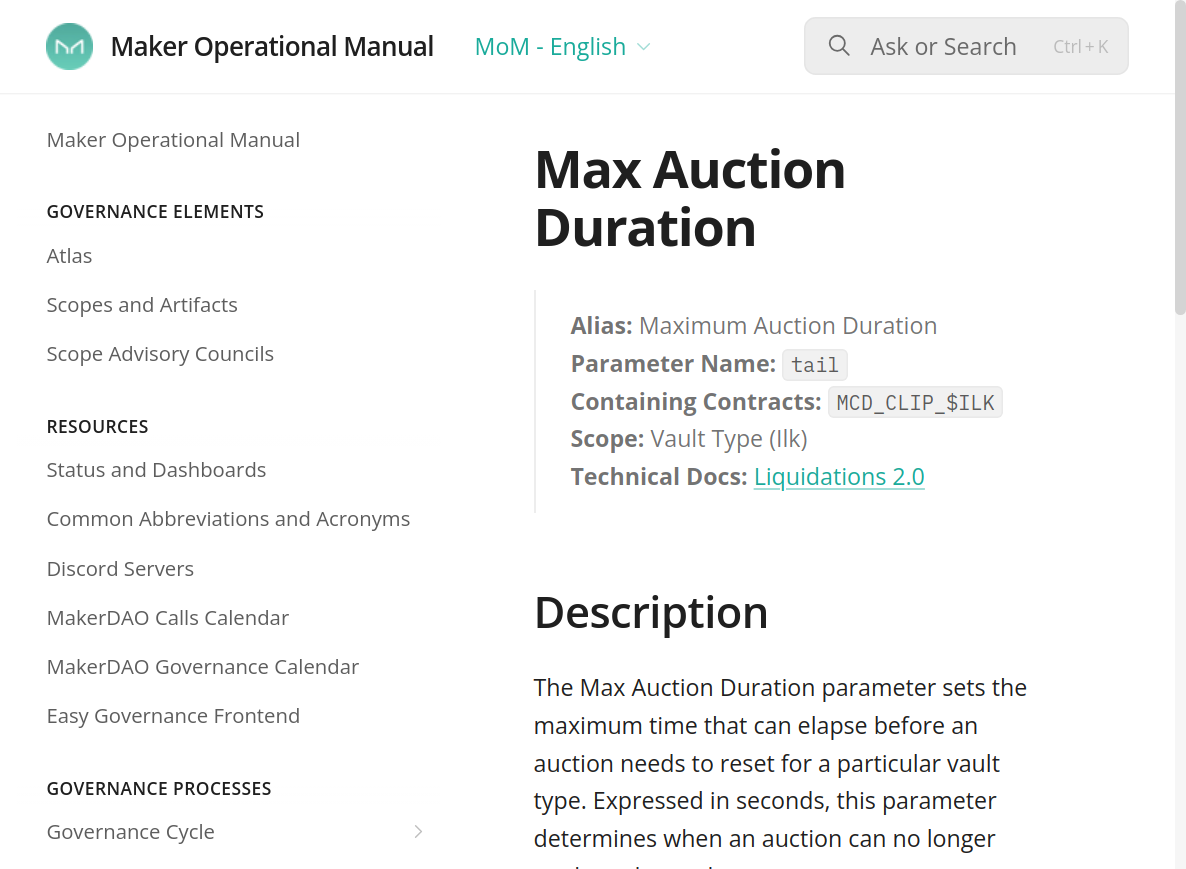 Maker Operational Manual
MoM - English
Ask or Search
Ctrl + K
Maker Operational Manual
GOVERNANCE ELEMENTS
Atlas
Scopes and Artifacts
Scope Advisory Councils
RESOURCES
Status and Dashboards
Common Abbreviations and Acronyms
Discord Servers
MakerDAO Calls Calendar
MakerDAO Governance Calendar
Easy Governance Frontend
GOVERNANCE PROCESSES
Governance Cycle
Max Auction
Duration
Alias: Maximum Auction Duration
Parameter Name: tail
Containing Contracts: MCD_CLIP_$ILK
Scope: Vault Type (Ilk)
Technical Docs: Liquidations 2.0
Description
The Max Auction Duration parameter sets the
maximum time that can elapse before an
auction needs to reset for a particular vault
type. Expressed in seconds, this parameter
determines when an auction can no longer